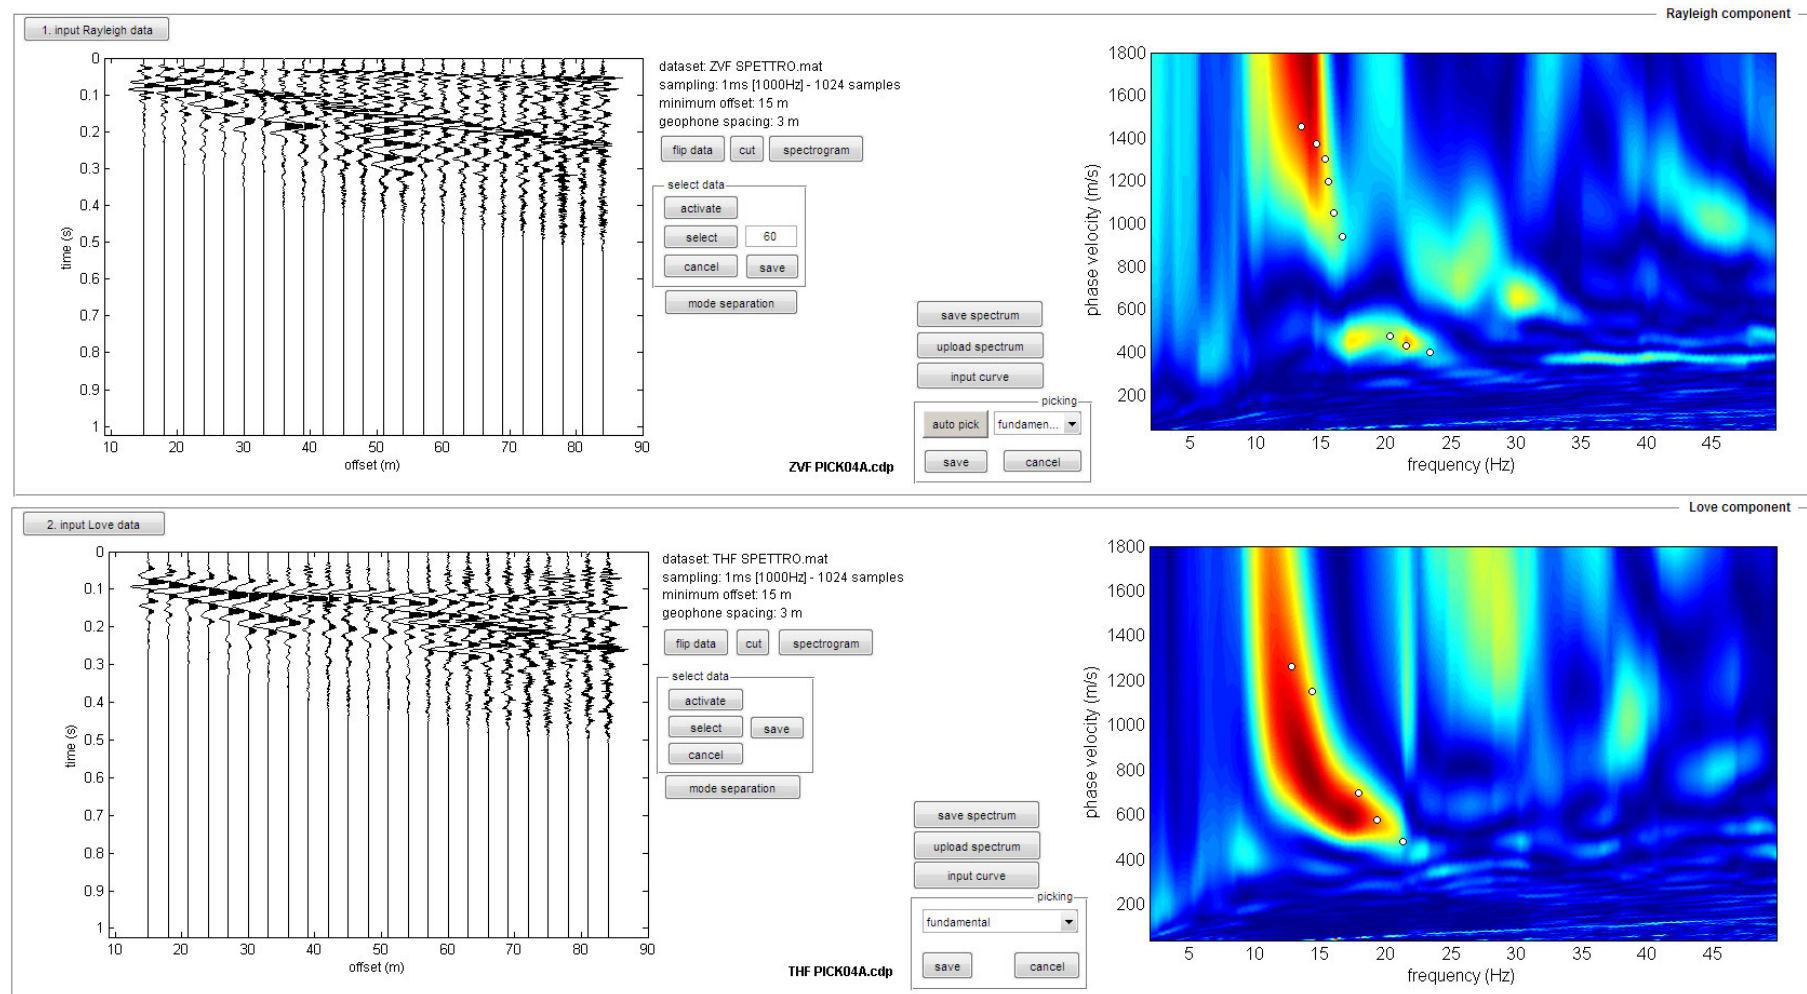 Rayleigh component
1. input Rayleigh data
0
0.1
0.2
0.3
0.4
0.5
0.6
0.7
0.8
0.9
1
time (s)
10 20 30 40 50 60 70 80 90
offset (m)
dataset: ZVF SPETTRO.mat
sampling: 1ms [1000Hz] - 1024 samples
minimum offset: 15 m
geophone spacing: 3 m
flip data cut spectrogram
select data
activate
select 60
cancel save
mode separation
save spectrum
upload spectrum
input curve
picking
auto pick fundamen...
save cancel
ZVF PICK04A.cdp
1800
1600
1400
1200
1000
800
600
400
200
phase velocity (m/s)
5 10 15 20 25 30 35 40 45
frequency (Hz)
Love component
2. input Love data
0
0.1
0.2
0.3
0.4
0.5
0.6
0.7
0.8
0.9
1
time (s)
10 20 30 40 50 60 70 80 90
offset (m)
dataset: THF SPETTRO.mat
sampling: 1ms [1000Hz] - 1024 samples
minimum offset: 15 m
geophone spacing: 3 m
flip data cut spectrogram
select data
activate
select save
cancel
mode separation
save spectrum
upload spectrum
input curve
picking
fundamental
save cancel
THF PICK04A.cdp
1800
1600
1400
1200
1000
800
600
400
200
phase velocity (m/s)
5 10 15 20 25 30 35 40 45
frequency (Hz)